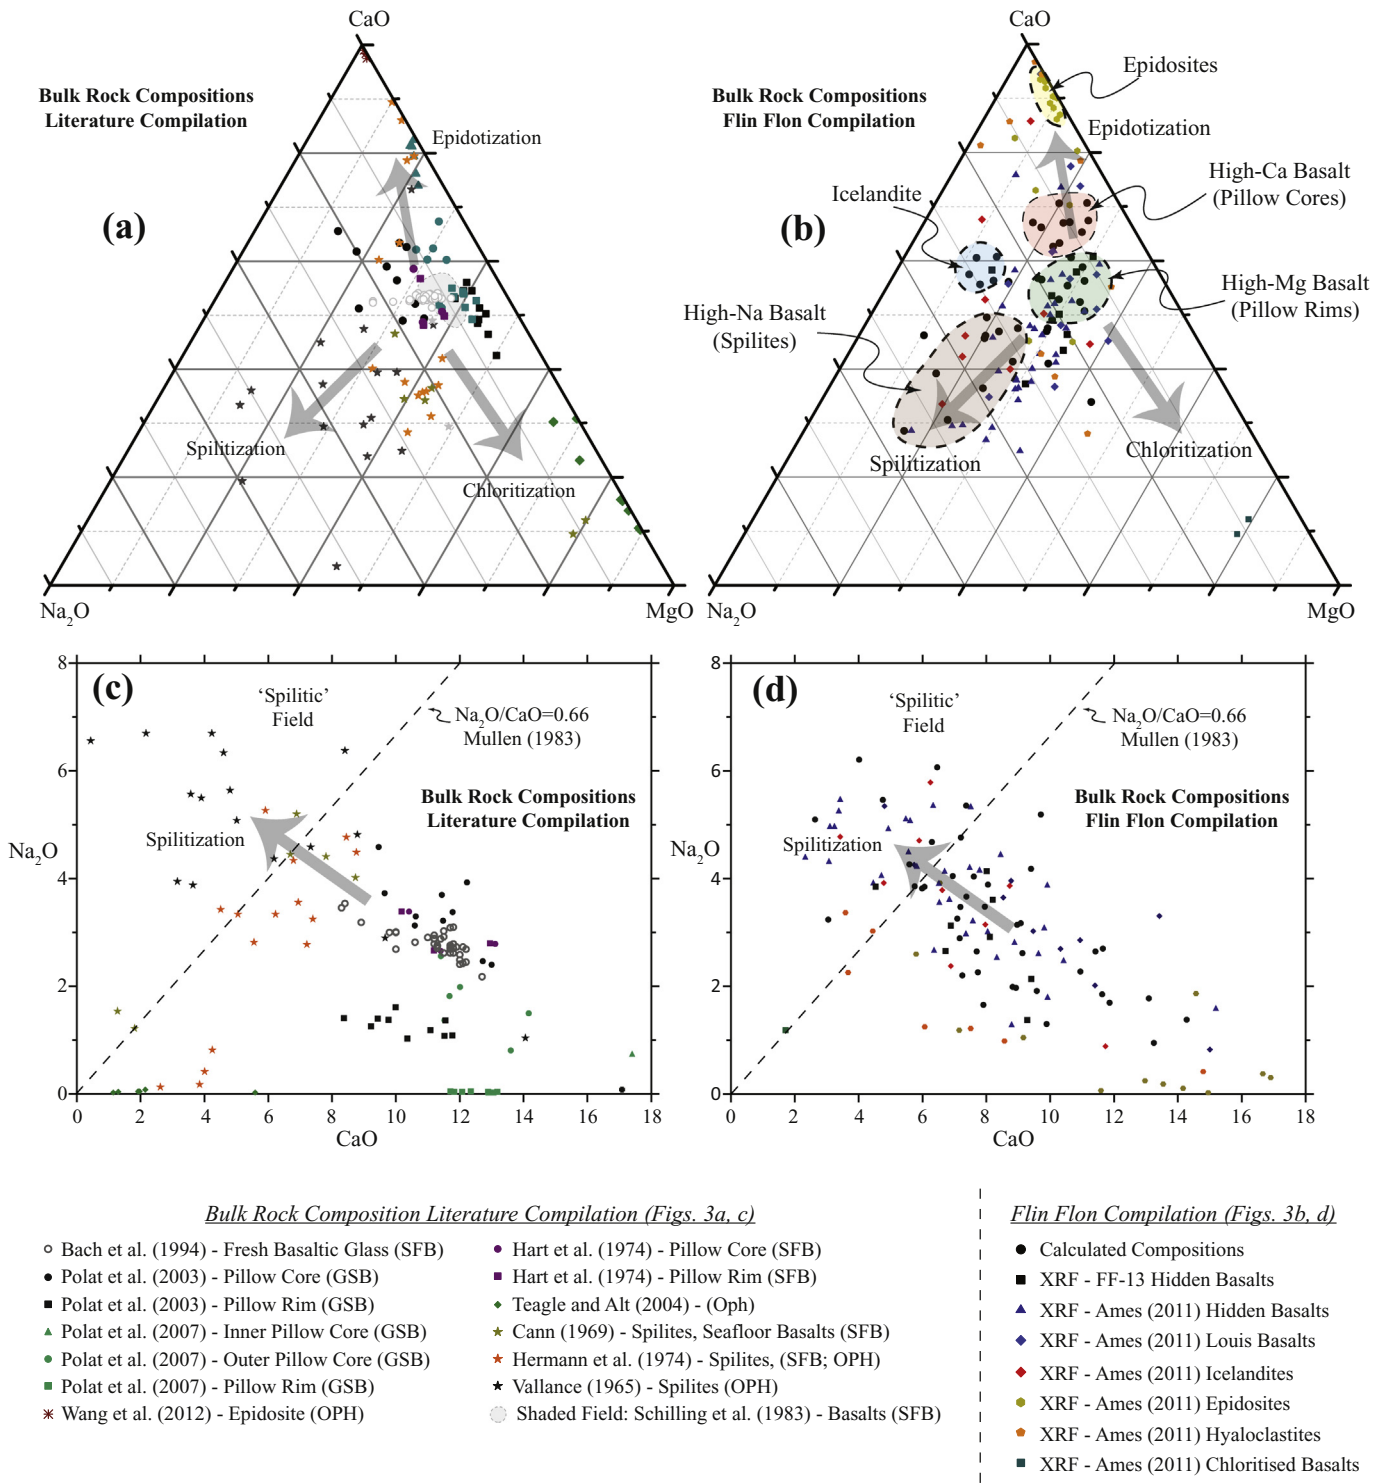 CaO
Bulk Rock Compositions
Literature Compilation
(a)
Epidotization
Spilitization
Chloritization
Na₂O
MgO
CaO
Bulk Rock Compositions
Flin Flon Compilation
(b)
Epidosites
Epidotization
High-Ca Basalt
(Pillow Cores)
Icelandite
High-Mg Basalt
(Pillow Rims)
High-Na Basalt
(Spilites)
Spilitization
Chloritization
Na₂O
MgO
(c)
'Spilitic'
Field
Na₂O/CaO=0.66
Mullen (1983)
Bulk Rock Compositions
Literature Compilation
Spilitization
Na₂O
8
6
4
2
0
0 2 4 6 8 10 12 14 16 18
CaO
(d)
'Spilitic'
Field
Na₂O/CaO=0.66
Mullen (1983)
Bulk Rock Compositions
Flin Flon Compilation
Spilitization
Na₂O
8
6
4
2
0
0 2 4 6 8 10 12 14 16 18
CaO
Bulk Rock Composition Literature Compilation (Figs. 3a, c)
Bach et al. (1994) - Fresh Basaltic Glass (SFB)
Polat et al. (2003) - Pillow Core (GSB)
Polat et al. (2003) - Pillow Rim (GSB)
Polat et al. (2007) - Inner Pillow Core (GSB)
Polat et al. (2007) - Outer Pillow Core (GSB)
Polat et al. (2007) - Pillow Rim (GSB)
Wang et al. (2012) - Epidosite (OPH)
Hart et al. (1974) - Pillow Core (SFB)
Hart et al. (1974) - Pillow Rim (SFB)
Teagle and Alt (2004) - (Oph)
Cann (1969) - Spilites, Seafloor Basalts (SFB)
Hermann et al. (1974) - Spilites, (SFB; OPH)
Vallance (1965) - Spilites (OPH)
Shaded Field: Schilling et al. (1983) - Basalts (SFB)
Flin Flon Compilation (Figs. 3b, d)
Calculated Compositions
XRF - FF-13 Hidden Basalts
XRF - Ames (2011) Hidden Basalts
XRF - Ames (2011) Louis Basalts
XRF - Ames (2011) Icelandites
XRF - Ames (2011) Epidosites
XRF - Ames (2011) Hyaloclastites
XRF - Ames (2011) Chloritised Basalts